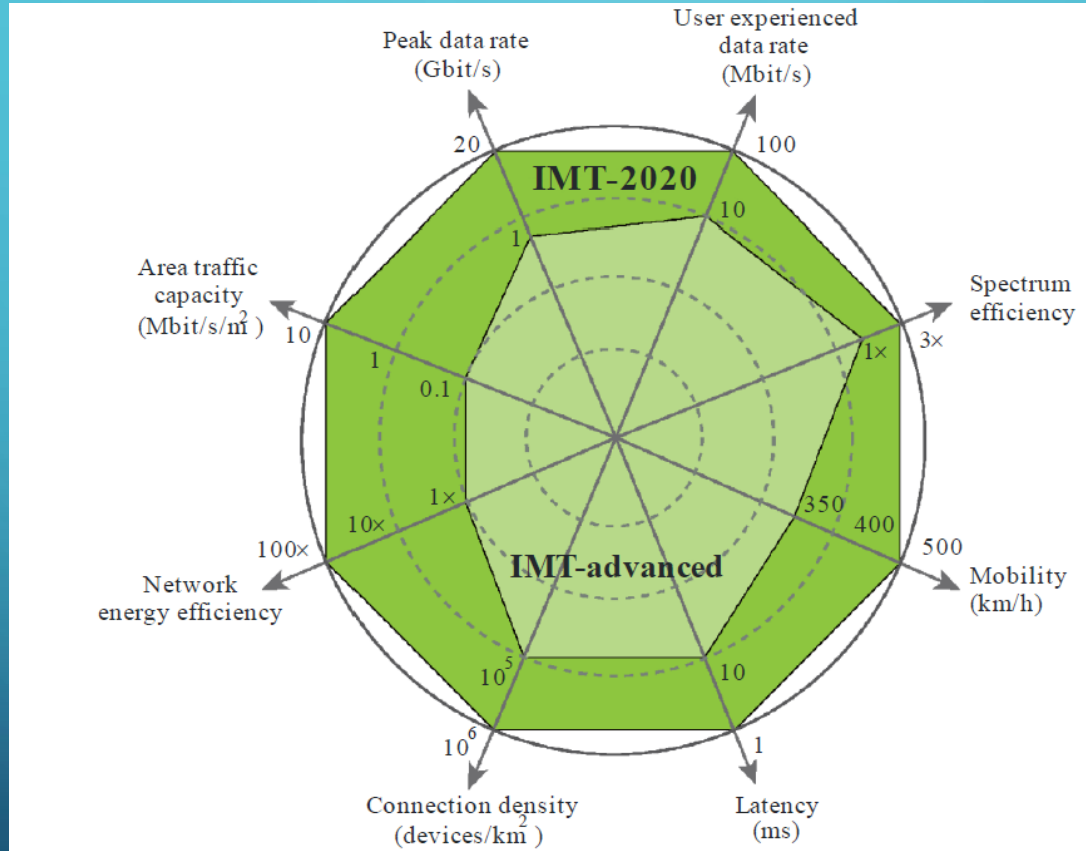 User experienced
data rate
(Mbit/s)
Peak data rate
(Gbit/s)
20
100
IMT-2020
10
1
Area traffic
capacity
(Mbit/s/m²)
Spectrum
efficiency
10
1
0.1
1×
3×
1×
10×
100×
350
400
500
Network
energy efficiency
IMT-advanced
Mobility
(km/h)
10⁵
10
10⁶
1
Connection density
(devices/km²)
Latency
(ms)